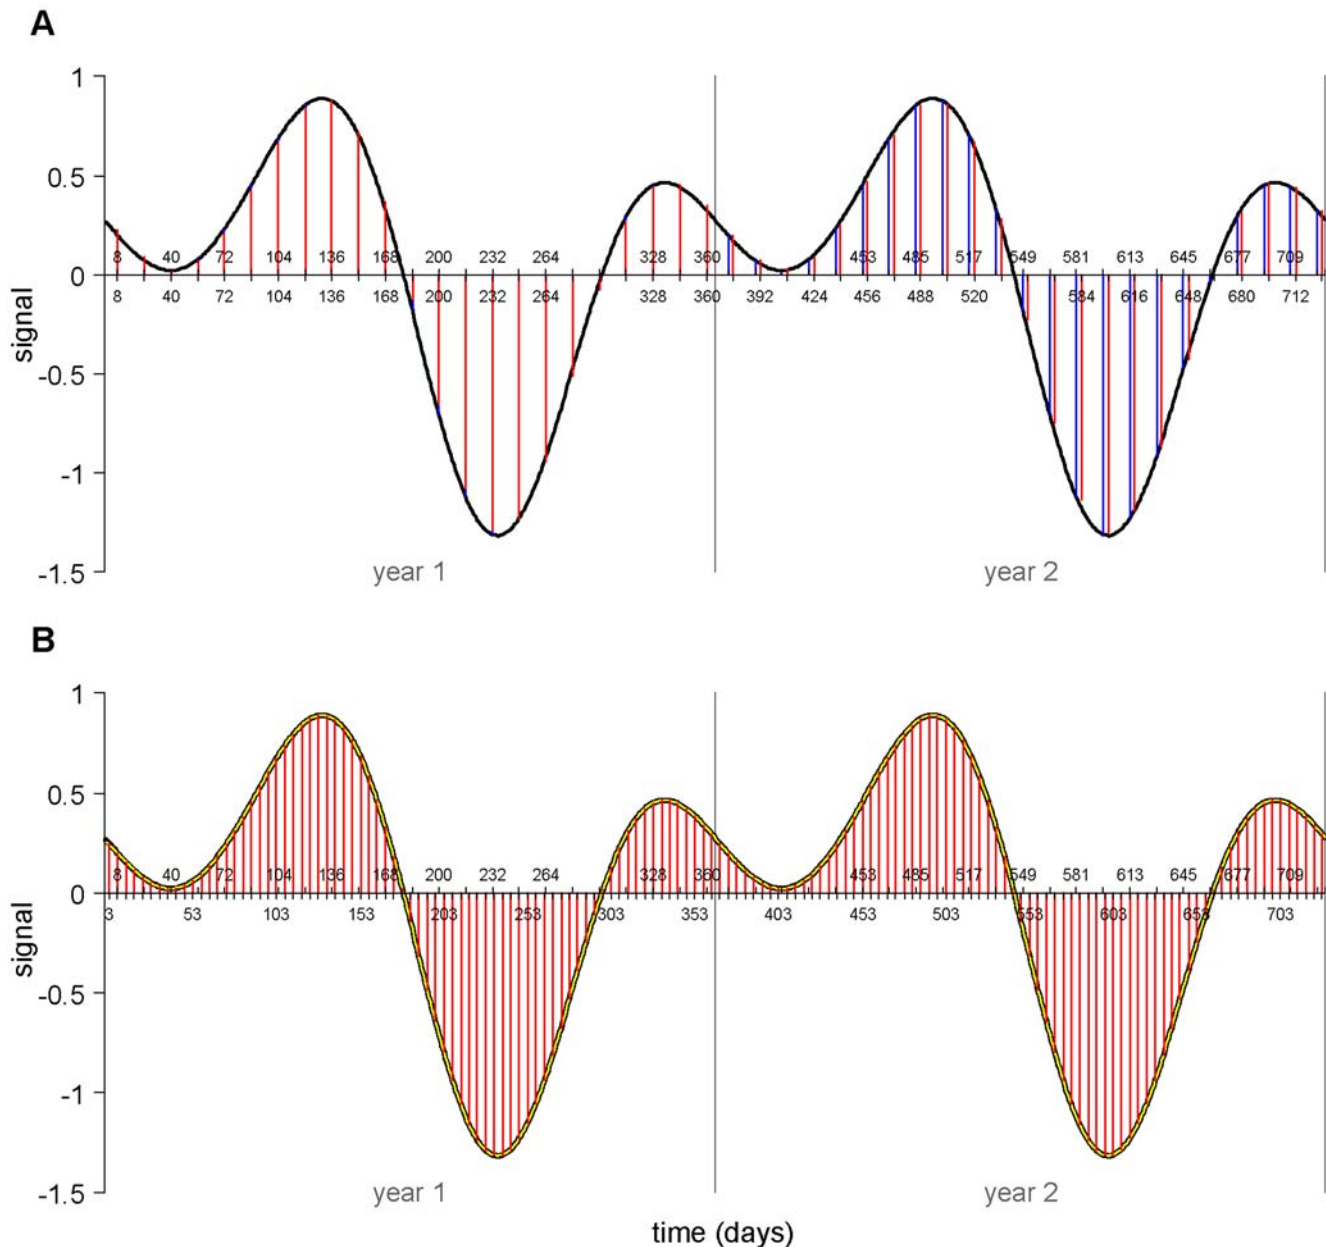 A
1
0.5
8 40 72 104 136 168 200 232 264 328 360 453 485 517 549 581 613 645 677 709
0
8 40 72 104 136 168 200 232 264 328 360 392 424 456 488 520 584 616 648 680 712
signal
-0.5
-1
-1.5
year 1 year 2
B
1
0.5
8 40 72 104 136 168 200 232 264 328 360 453 485 517 549 581 613 645 677 709
0
3 53 103 153 203 253 303 353 403 453 503 553 603 653 703
signal
-0.5
-1
-1.5
year 1 year 2
time (days)